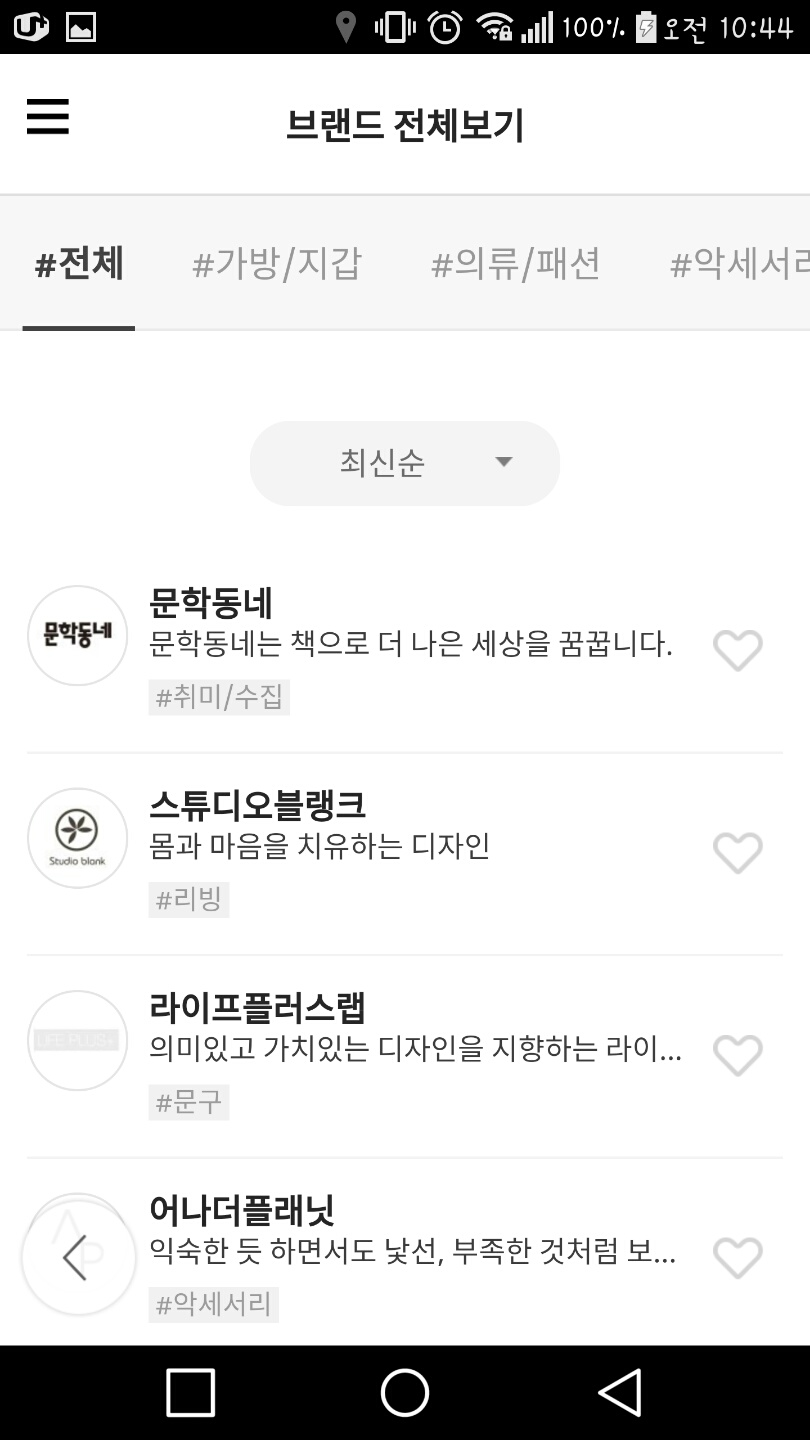 100% 오전 10:44
브랜드 전체보기
#전체 #가방/지갑 #의류/패션 #악세서리
최신순
문학동네
문학동네
문학동네는 책으로 더 나은 세상을 꿈꿉니다.
#취미/수집
Studio blank
스튜디오블랭크
몸과 마음을 치유하는 디자인
#리빙
LIFE PLUS+
라이프플러스랩
의미있고 가치있는 디자인을 지향하는 라이...
#문구
AP
어나더플래닛
익숙한 듯 하면서도 낯선, 부족한 것처럼 보...
#악세서리